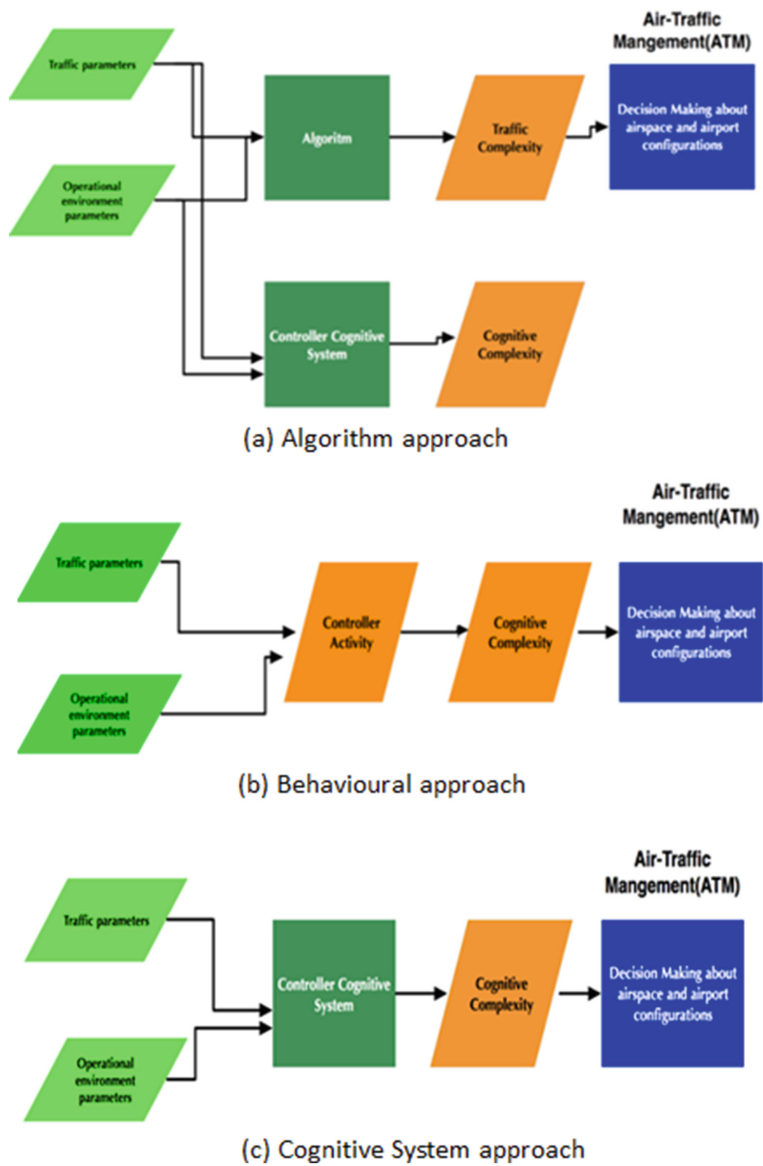 Air-Traffic
Mangement(ATM)
Traffic parameters
Algoritm
Traffic
Complexity
Decision Making about
airspace and airport
configurations
Operational
environment
parameters
Controller Cognitive
System
Cognitive
Complexity
(a) Algorithm approach
Air-Traffic
Mangement(ATM)
Traffic parameters
Controller
Activity
Cognitive
Complexity
Decision Making about
airspace and airport
configurations
Operational
environment
parameters
(b) Behavioural approach
Air-Traffic
Mangement(ATM)
Traffic parameters
Controller Cognitive
System
Cognitive
Complexity
Decision Making about
airspace and airport
configurations
Operational
environment
parameters
(c) Cognitive System approach